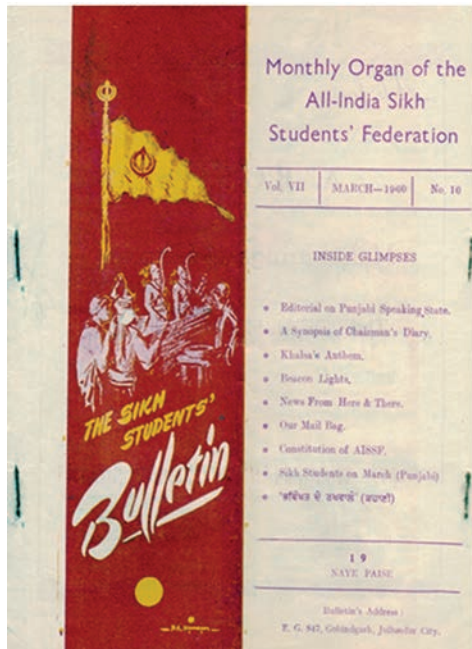 Monthly Organ of the
All-India Sikh
Students' Federation
Vol. VII MARCH—1960 No. 10
INSIDE GLIMPSES
Editorial on Punjabi Speaking State.
A Synopsis of Chairman's Diary.
Khalsa's Anthem.
Beacon Lights,
News From Here & There.
Our Mail Bag.
Constitution of AISSF.
Sikh Students on March (Punjabi)
THE SIKH
STUDENTS'
Bulletin
19
NAYE PAISE
Bulletin's Address:
E. G. 847, Gobindgarh, Jullundur City.